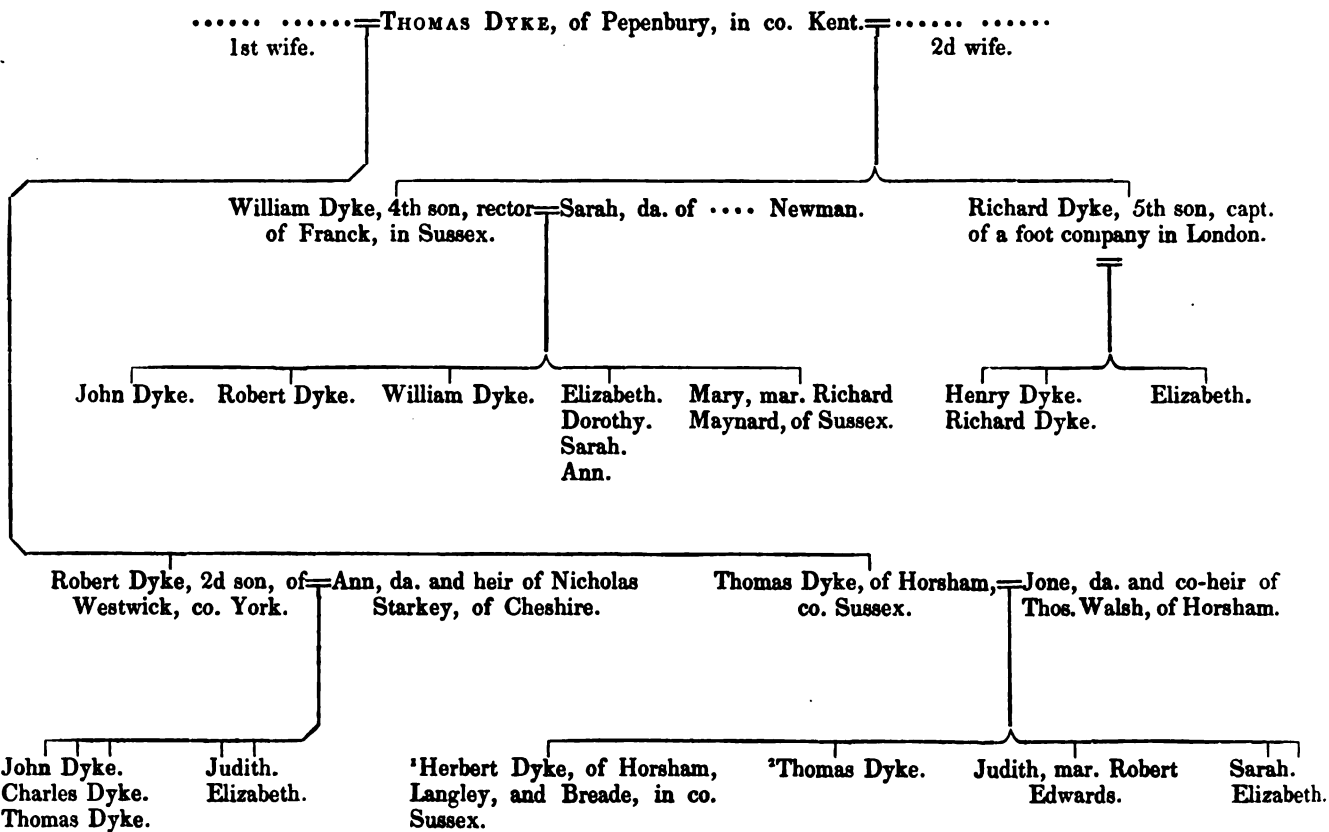 ...... ......=THOMAS DYKE, of Pepenbury, in co. Kent.=...... ......
1st wife.
2d wife.
William Dyke, 4th son, rector=Sarah, da. of .... Newman.
of Franck, in Sussex.
Richard Dyke, 5th son, capt.
of a foot company in London.
John Dyke.
Robert Dyke.
William Dyke.
Elizabeth.
Dorothy.
Sarah.
Ann.
Mary, mar. Richard
Maynard, of Sussex.
Henry Dyke.
Richard Dyke.
Elizabeth.
Robert Dyke, 2d son, of=Ann, da. and heir of Nicholas
Westwick, co. York.
Starkey, of Cheshire.
Thomas Dyke, of Horsham,=Jone, da. and co-heir of
co. Sussex.
Thos. Walsh, of Horsham.
John Dyke.
Charles Dyke.
Thomas Dyke.
Judith.
Elizabeth.
¹Herbert Dyke, of Horsham,
Langley, and Breade, in co.
Sussex.
²Thomas Dyke.
Judith, mar. Robert
Edwards.
Sarah.
Elizabeth.